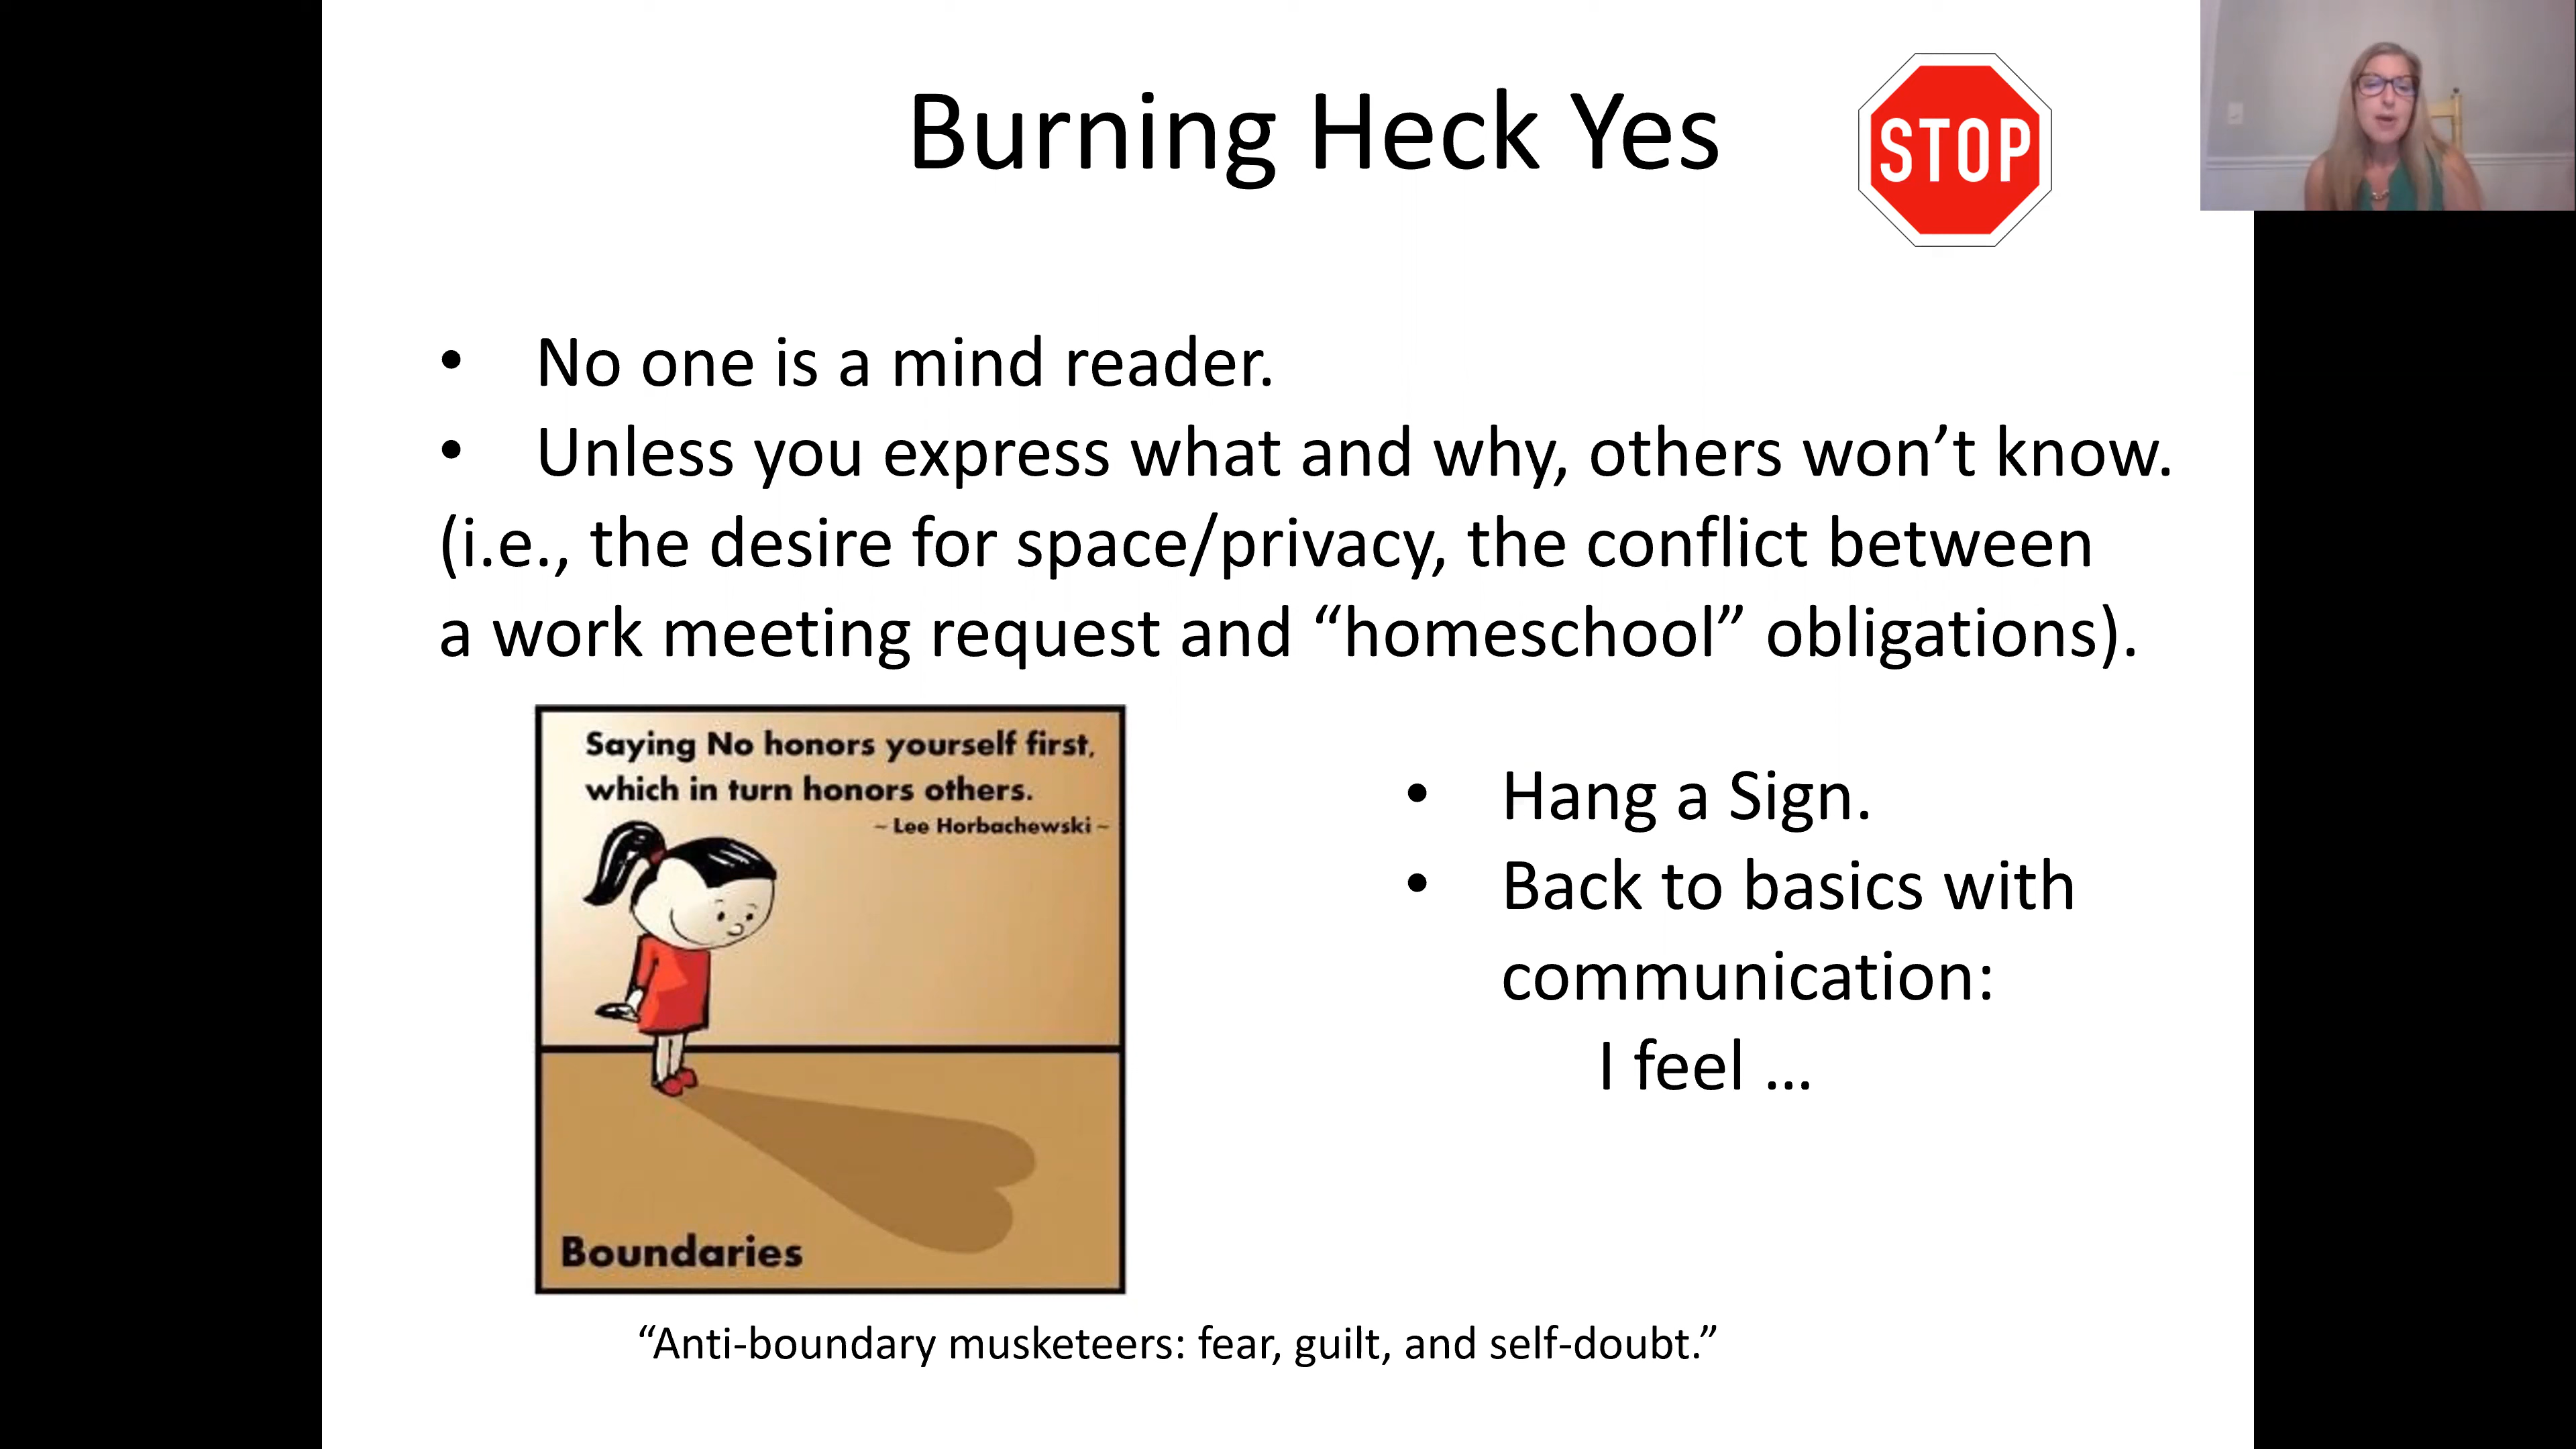 Burning Heck Yes
STOP
• No one is a mind reader.
• Unless you express what and why, others won’t know.
(i.e., the desire for space/privacy, the conflict between
a work meeting request and “homeschool” obligations).
Saying No honors yourself first,
which in turn honors others.
~ Lee Horbachewski ~
Boundaries
• Hang a Sign.
• Back to basics with
communication:
I feel ...
“Anti-boundary musketeers: fear, guilt, and self-doubt.”